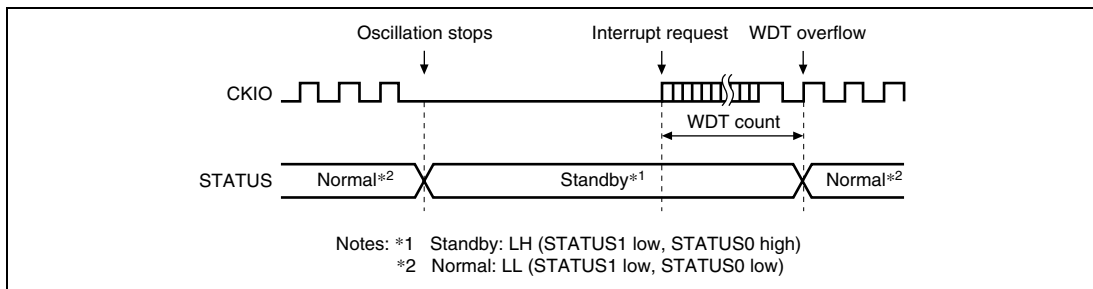 Oscillation stops Interrupt request WDT overflow
CKIO
WDT count
STATUS Normal*2 Standby*1 Normal*2
Notes: *1 Standby: LH (STATUS1 low, STATUS0 high)
*2 Normal: LL (STATUS1 low, STATUS0 low)